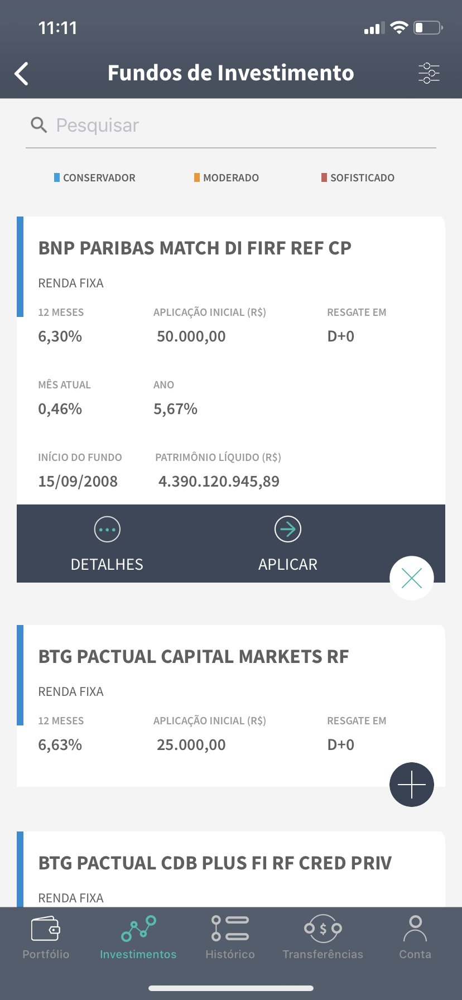 11:11
Fundos de Investimento
Pesquisar
CONSERVADOR MODERADO SOFISTICADO
BNP PARIBAS MATCH DI FIRF REF CP
RENDA FIXA
12 MESES APLICAÇÃO INICIAL (R$) RESGATE EM
6,30% 50.000,00 D+0
MÊS ATUAL ANO
0,46% 5,67%
INÍCIO DO FUNDO PATRIMÔNIO LÍQUIDO (R$)
15/09/2008 4.390.120.945,89
DETALHES APLICAR
BTG PACTUAL CAPITAL MARKETS RF
RENDA FIXA
12 MESES APLICAÇÃO INICIAL (R$) RESGATE EM
6,63% 25.000,00 D+0
BTG PACTUAL CDB PLUS FI RF CRED PRIV
RENDA FIXA
$
Portfólio Investimentos Histórico Transferências Conta